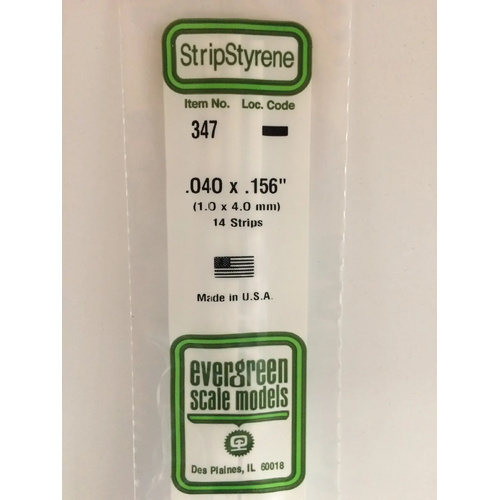 StripStyrene
Item No. Loc. Code
347
.040 x .156"
(1.0 x 4.0 mm)
14 Strips
Made in U.S.A.
evergreen
scale models
Des Plaines, IL 60018